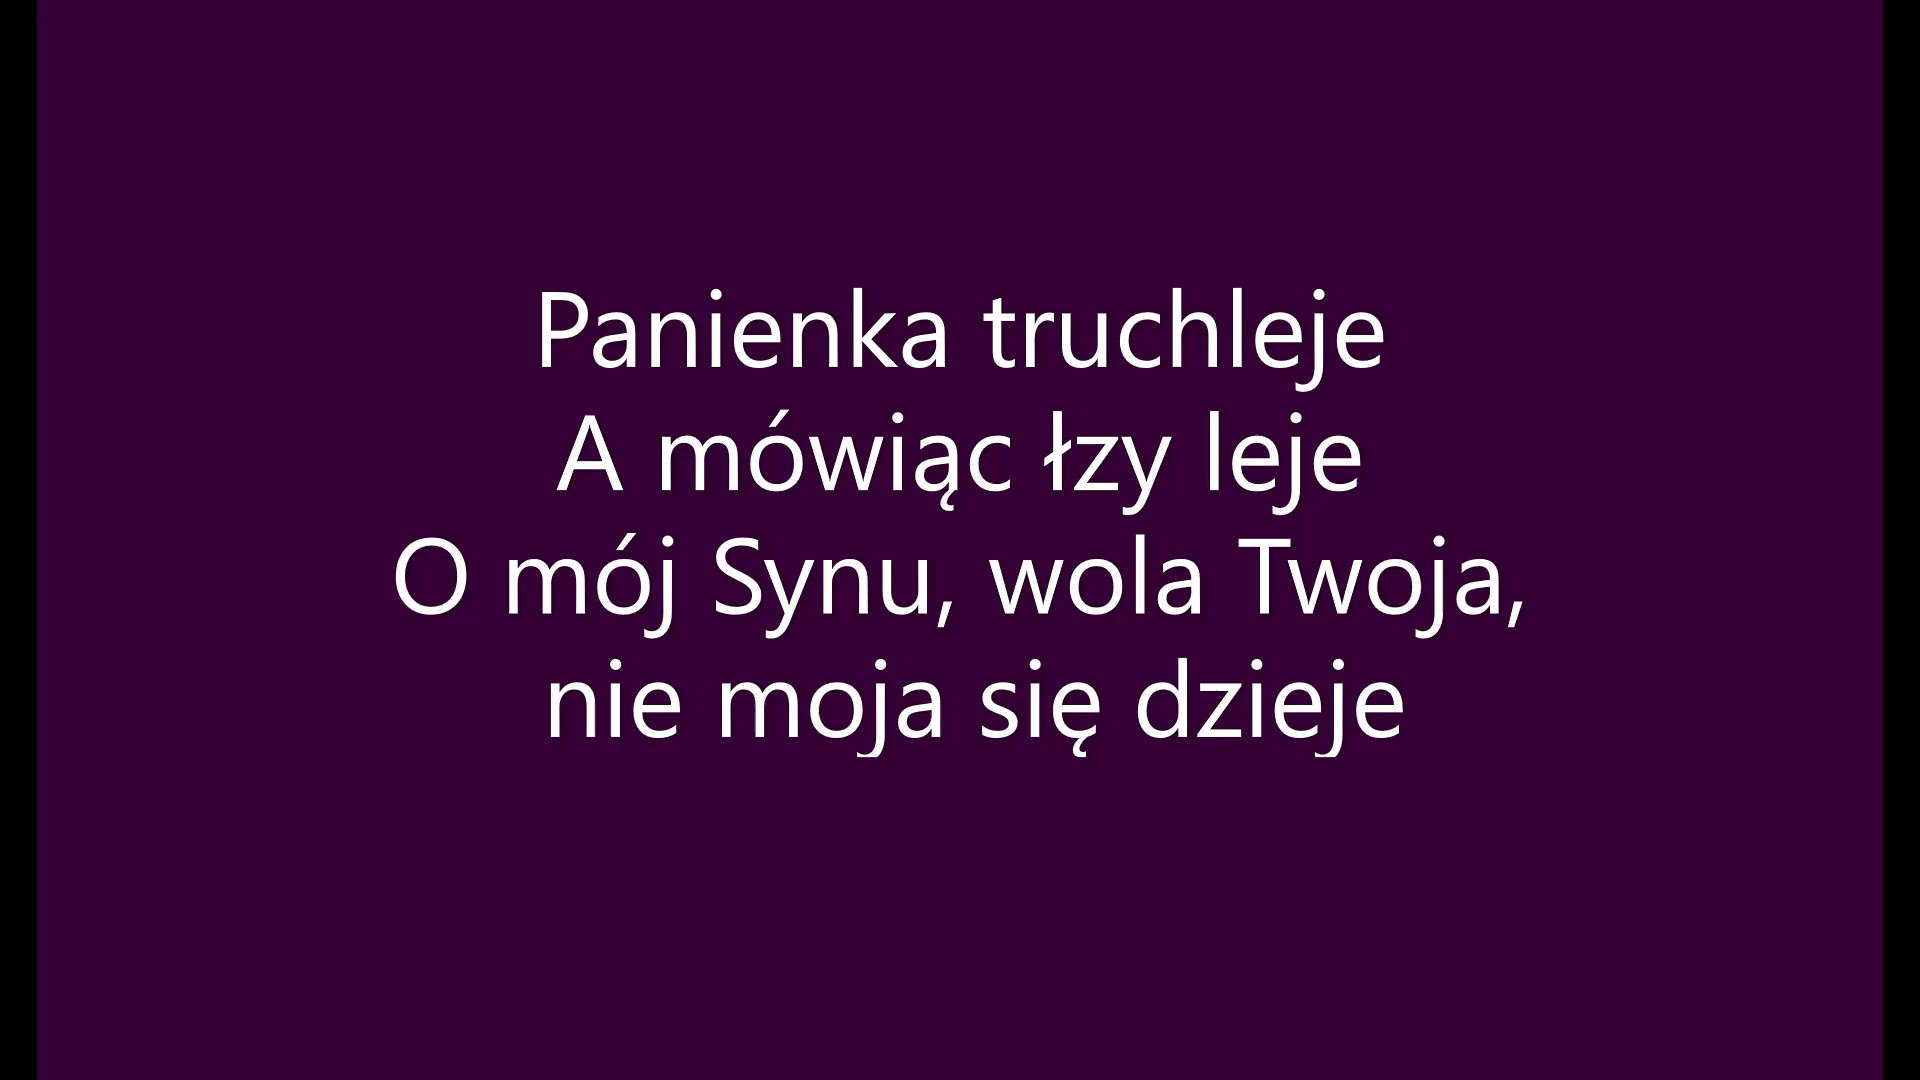 Panienka truchleje
A mówiąc łzy leje
O mój Synu, wola Twoja,
nie moja się dzieje